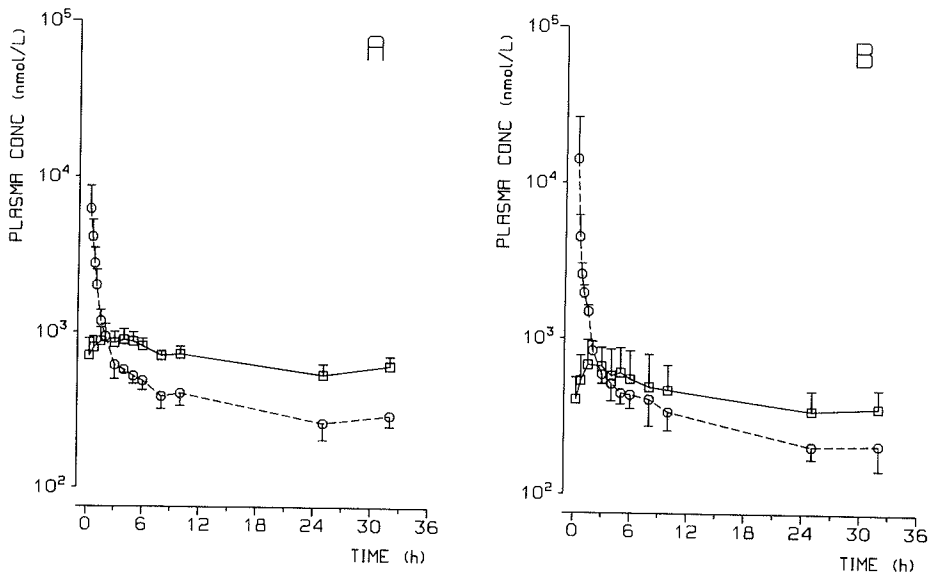 A
PLASMA CONC (nmol/L)
10^5
10^4
10^3
10^2
0 6 12 18 24 30 36
TIME (h)
B
PLASMA CONC (nmol/L)
10^5
10^4
10^3
10^2
0 6 12 18 24 30 36
TIME (h)